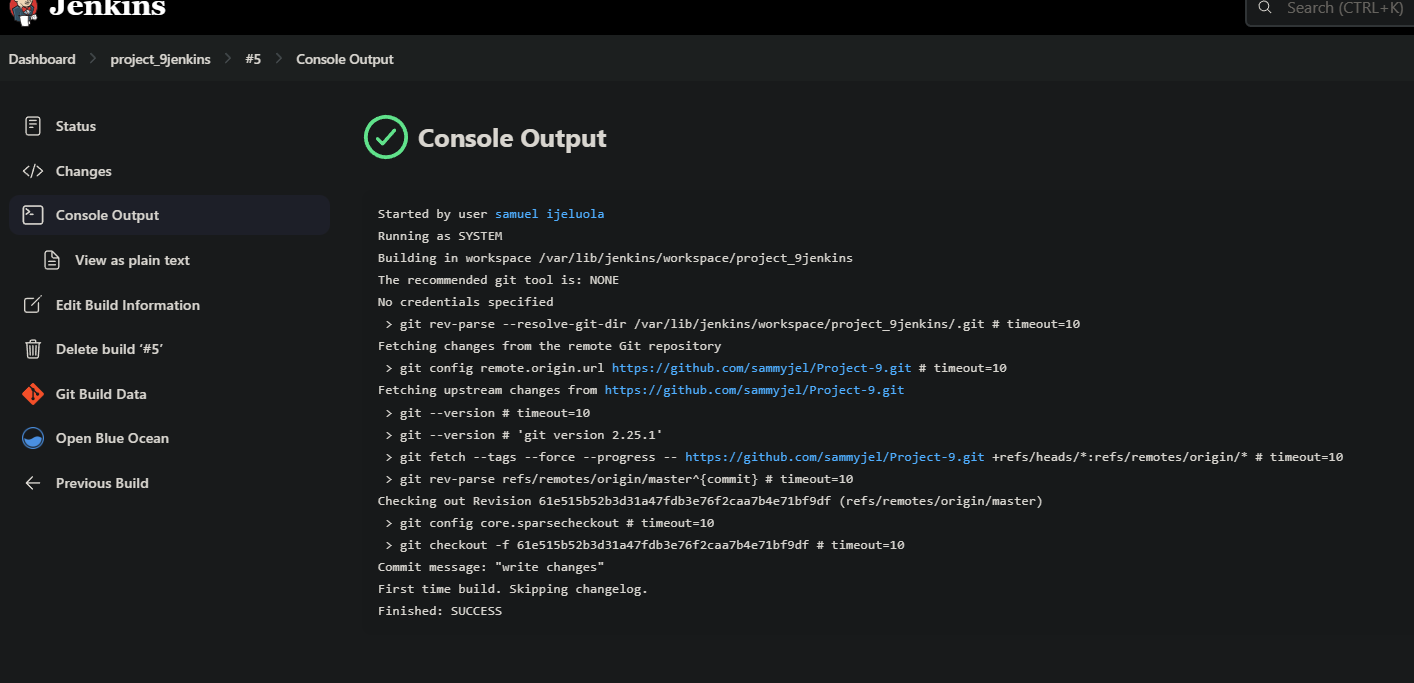 Jenkins
Search (CTRL+K)
Dashboard
project_9jenkins
#5
Console Output
Status
Changes
Console Output
View as plain text
Edit Build Information
Delete build ‘#5’
Git Build Data
Open Blue Ocean
Previous Build
Console Output
Started by user samuel ijeluola
Running as SYSTEM
Building in workspace /var/lib/jenkins/workspace/project_9jenkins
The recommended git tool is: NONE
No credentials specified
> git rev-parse --resolve-git-dir /var/lib/jenkins/workspace/project_9jenkins/.git # timeout=10
Fetching changes from the remote Git repository
> git config remote.origin.url https://github.com/sammyjel/Project-9.git # timeout=10
Fetching upstream changes from https://github.com/sammyjel/Project-9.git
> git --version # timeout=10
> git --version # 'git version 2.25.1'
> git fetch --tags --force --progress -- https://github.com/sammyjel/Project-9.git +refs/heads/*:refs/remotes/origin/* # timeout=10
> git rev-parse refs/remotes/origin/master^{commit} # timeout=10
Checking out Revision 61e515b52b3d31a47fdb3e76f2caa7b4e71bf9df (refs/remotes/origin/master)
> git config core.sparsecheckout # timeout=10
> git checkout -f 61e515b52b3d31a47fdb3e76f2caa7b4e71bf9df # timeout=10
Commit message: "write changes"
First time build. Skipping changelog.
Finished: SUCCESS